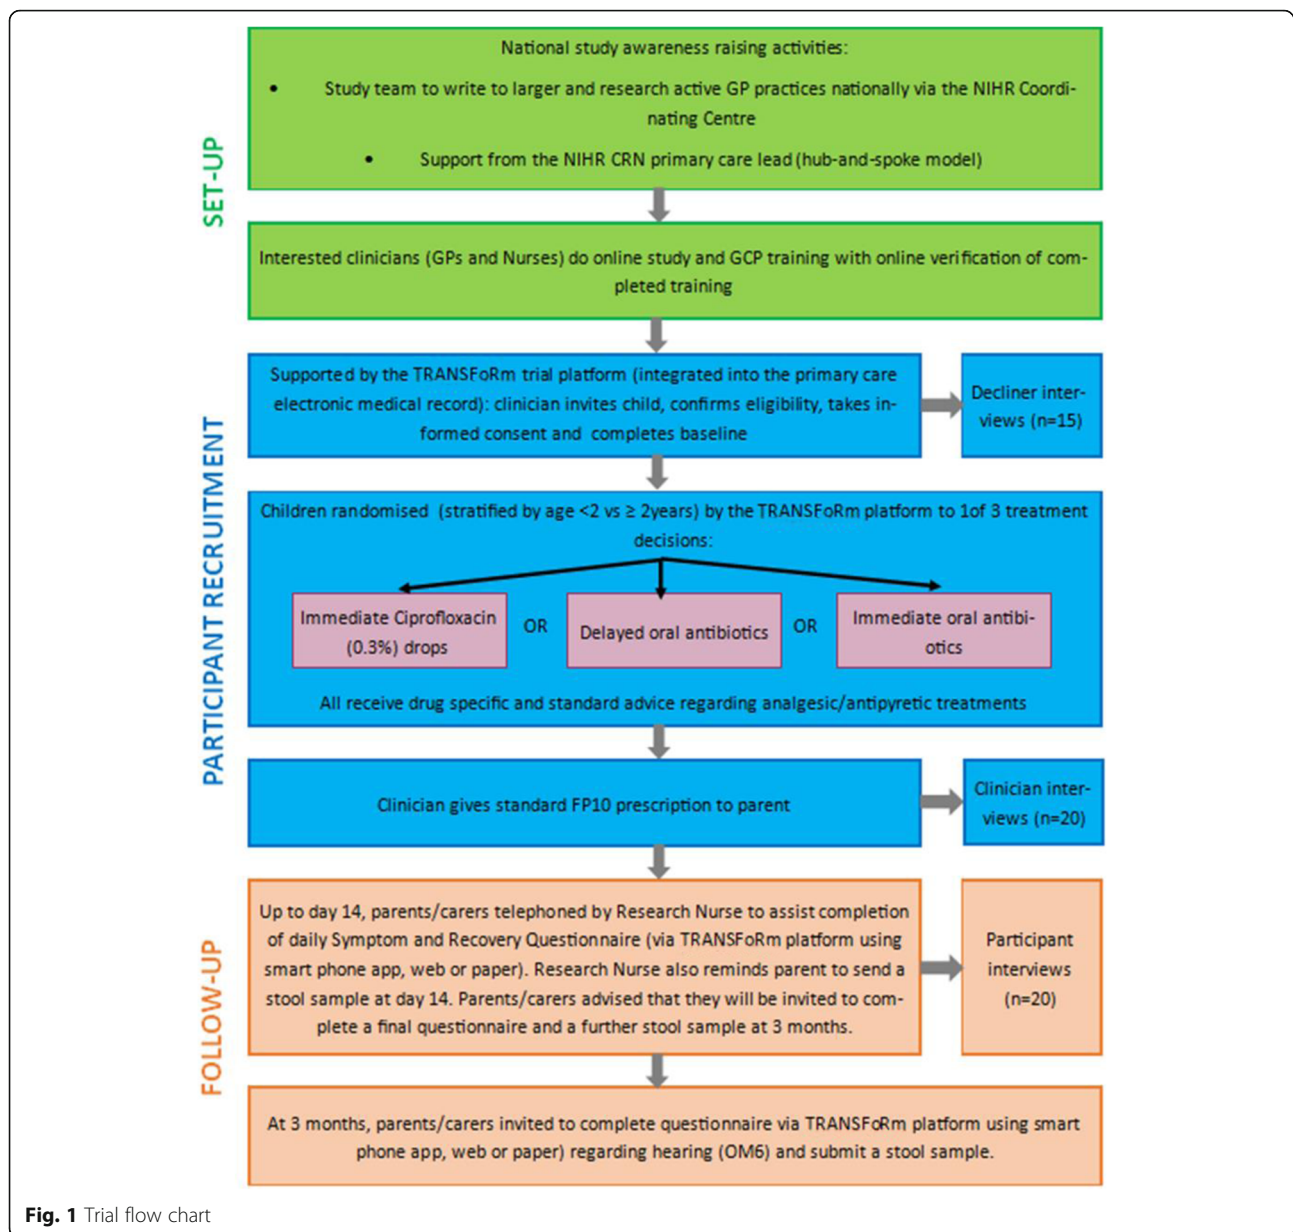 National study awareness raising activities:
• Study team to write to larger and research active GP practices nationally via the NIHR Coordi-
nating Centre
• Support from the NIHR CRN primary care lead (hub-and-spoke model)
SET-UP
Interested clinicians (GPs and Nurses) do online study and GCP training with online verification of com-
pleted training
Supported by the TRANSFoRm trial platform (integrated into the primary care
electronic medical record): clinician invites child, confirms eligibility, takes in-
formed consent and completes baseline
Decliner inter-
views (n=15)
PARTICIPANT RECRUITMENT
Children randomised (stratified by age <2 vs ≥ 2years) by the TRANSFoRm platform to 1of 3 treatment
decisions:
Immediate Ciprofloxacin
(0.3%) drops
OR
Delayed oral antibiotics
OR
Immediate oral antibi-
otics
All receive drug specific and standard advice regarding analgesic/antipyretic treatments
Clinician gives standard FP10 prescription to parent
Clinician inter-
views (n=20)
FOLLOW-UP
Up to day 14, parents/carers telephoned by Research Nurse to assist completion
of daily Symptom and Recovery Questionnaire (via TRANSFoRm platform using
smart phone app, web or paper). Research Nurse also reminds parent to send a
stool sample at day 14. Parents/carers advised that they will be invited to com-
plete a final questionnaire and a further stool sample at 3 months.
Participant
interviews
(n=20)
At 3 months, parents/carers invited to complete questionnaire via TRANSFoRm platform using smart
phone app, web or paper) regarding hearing (OM6) and submit a stool sample.
Fig. 1 Trial flow chart